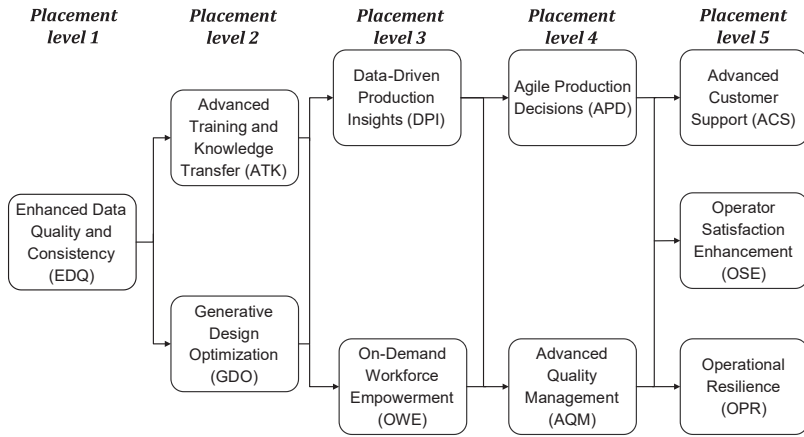 Placement
level 1
Placement
level 2
Placement
level 3
Placement
level 4
Placement
level 5
Enhanced Data
Quality and
Consistency
(EDQ)
Advanced
Training and
Knowledge
Transfer (ATK)
Generative
Design
Optimization
(GDO)
Data-Driven
Production
Insights (DPI)
On-Demand
Workforce
Empowerment
(OWE)
Agile Production
Decisions (APD)
Advanced
Quality
Management
(AQM)
Advanced
Customer
Support (ACS)
Operator
Satisfaction
Enhancement
(OSE)
Operational
Resilience
(OPR)